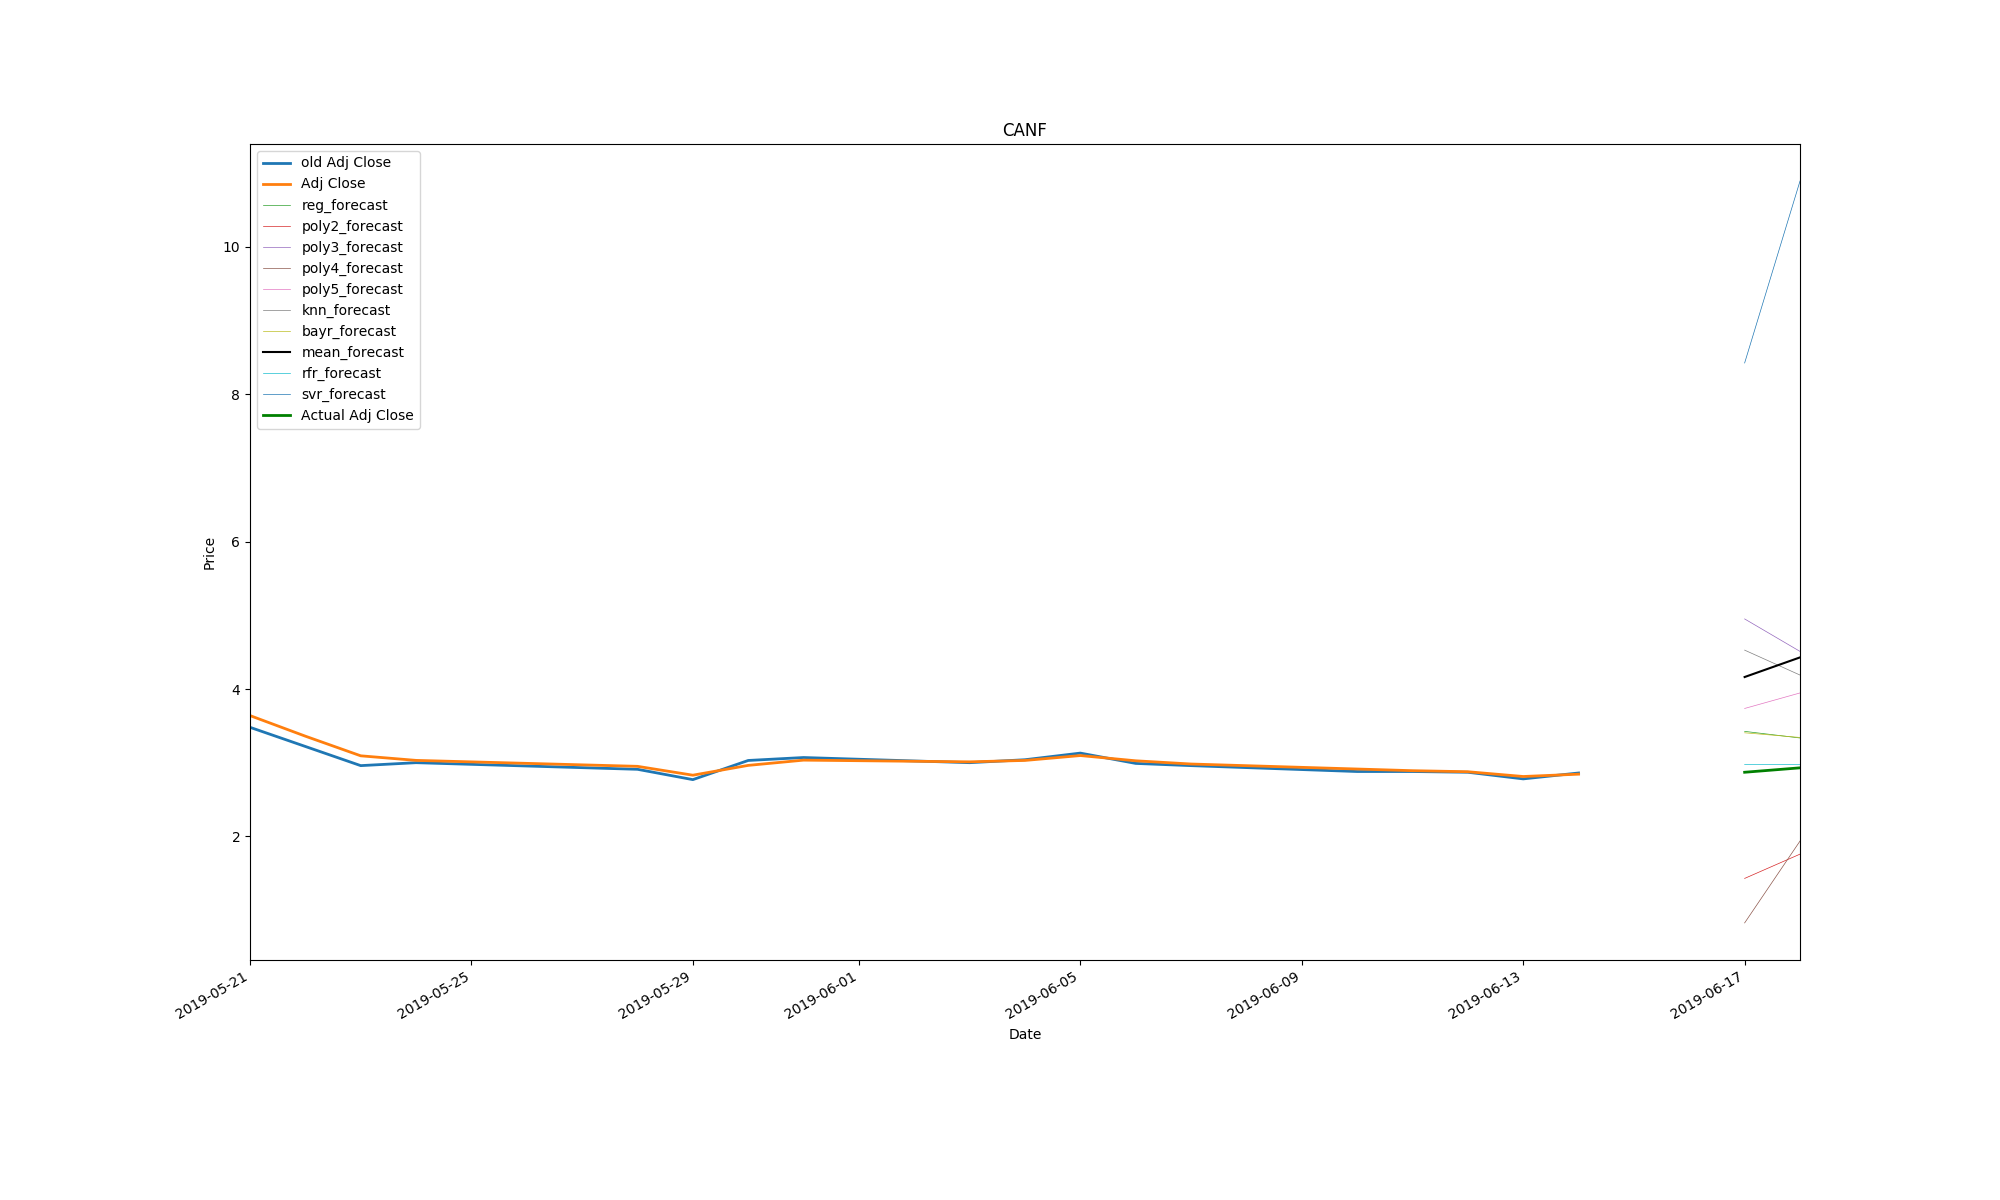 CANF
old Adj Close
Adj Close
reg_forecast
poly2_forecast
poly3_forecast
poly4_forecast
poly5_forecast
knn_forecast
bayr_forecast
mean_forecast
rfr_forecast
svr_forecast
Actual Adj Close
10
8
6
4
2
Price
2019-05-21
2019-05-25
2019-05-29
2019-06-01
2019-06-05
2019-06-09
2019-06-13
2019-06-17
Date